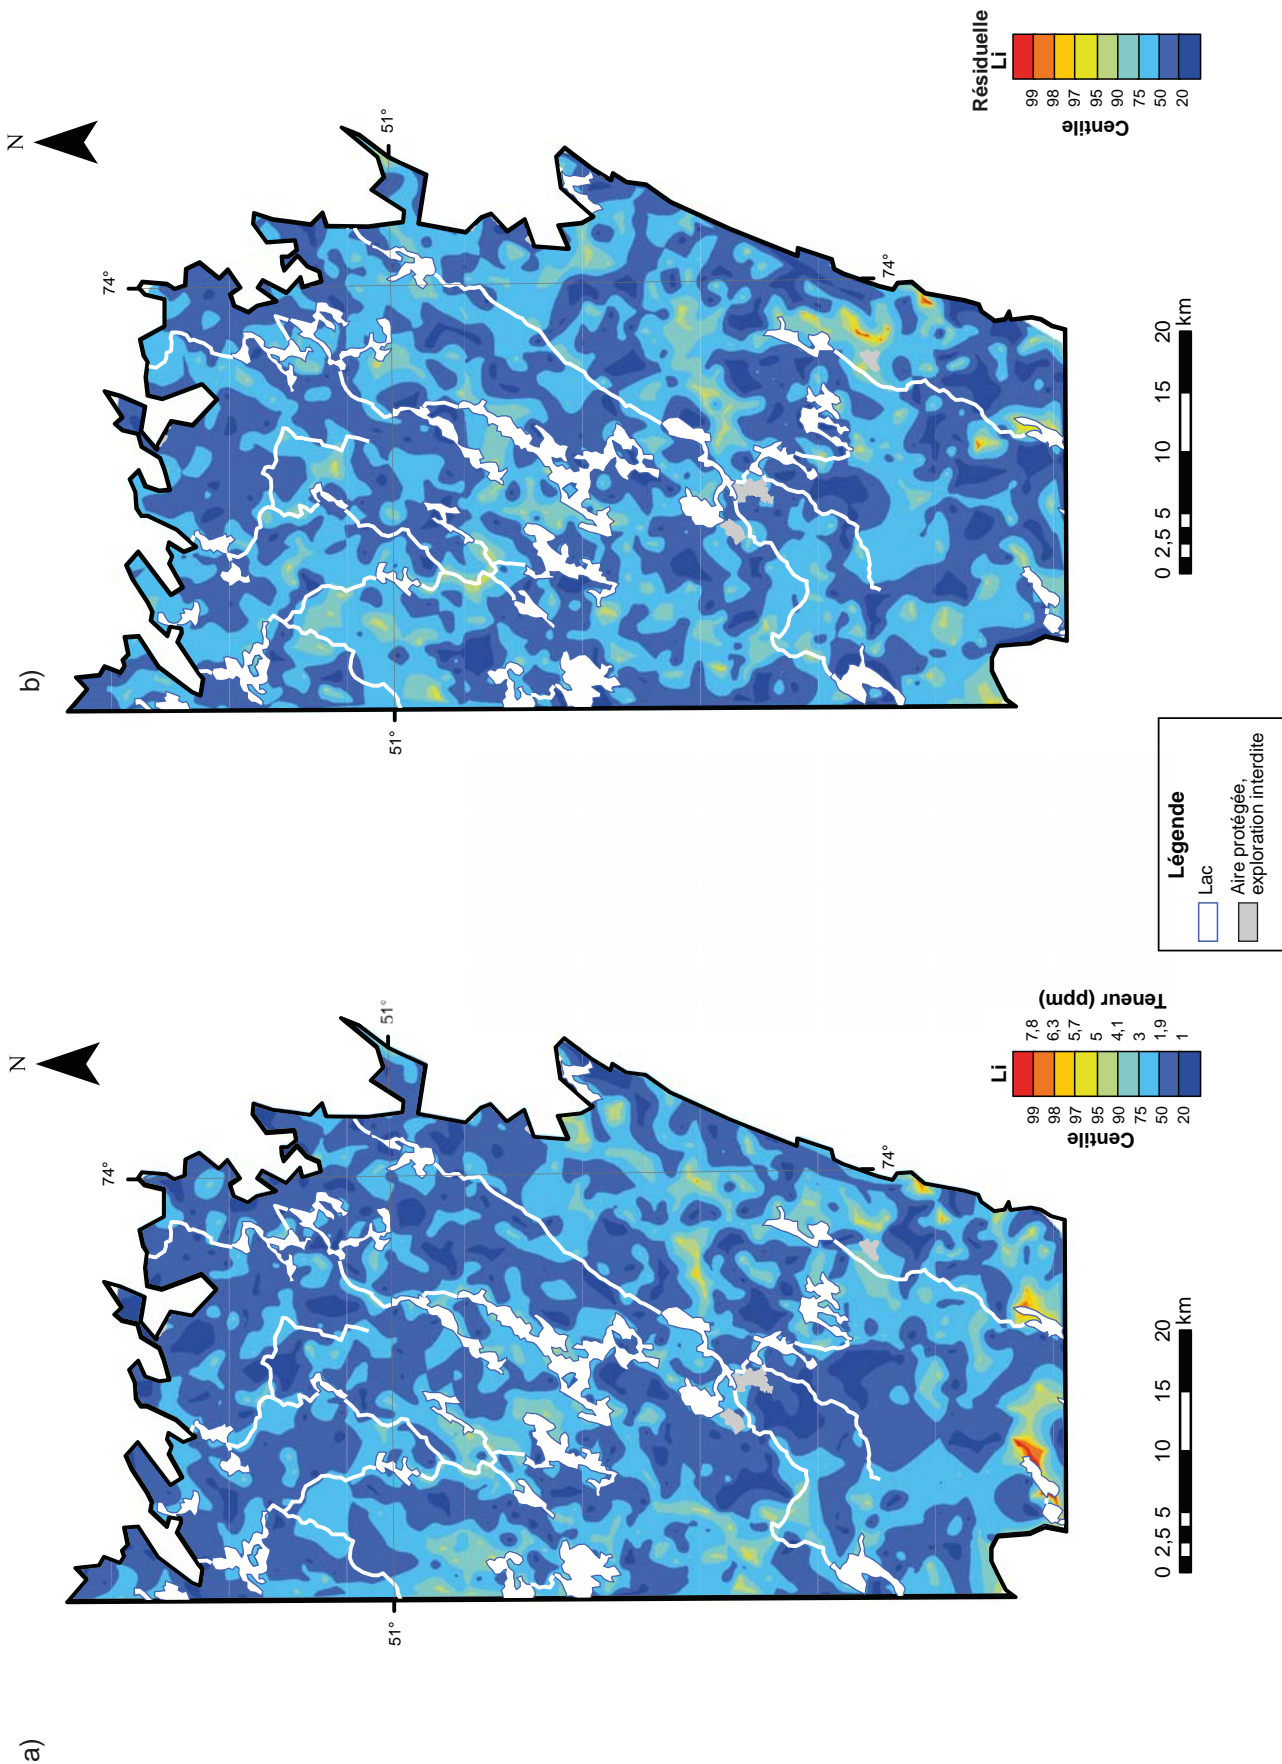 a)
N
74°
51°
51°
74°
Li
Centile
Teneur (ppm)
99
98
97
95
90
75
50
20
7,8
6,3
5,7
5
4,1
3
1,9
1
0 2,5 5 10 15 20 km
b)
N
74°
51°
51°
74°
Résiduelle
Li
Centile
99
98
97
95
90
75
50
20
0 2,5 5 10 15 20 km
Légende
Lac
Aire protégée,
exploration interdite